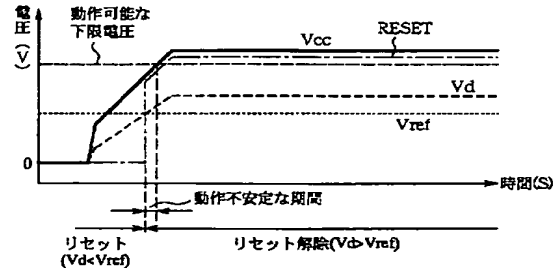 電圧(V)
動作可能な
下限電圧
Vcc
RESET
Vd
Vref
0
時間(S)
動作不安定な期間
リセット
(Vd<Vref)
リセット解除(Vd>Vref)